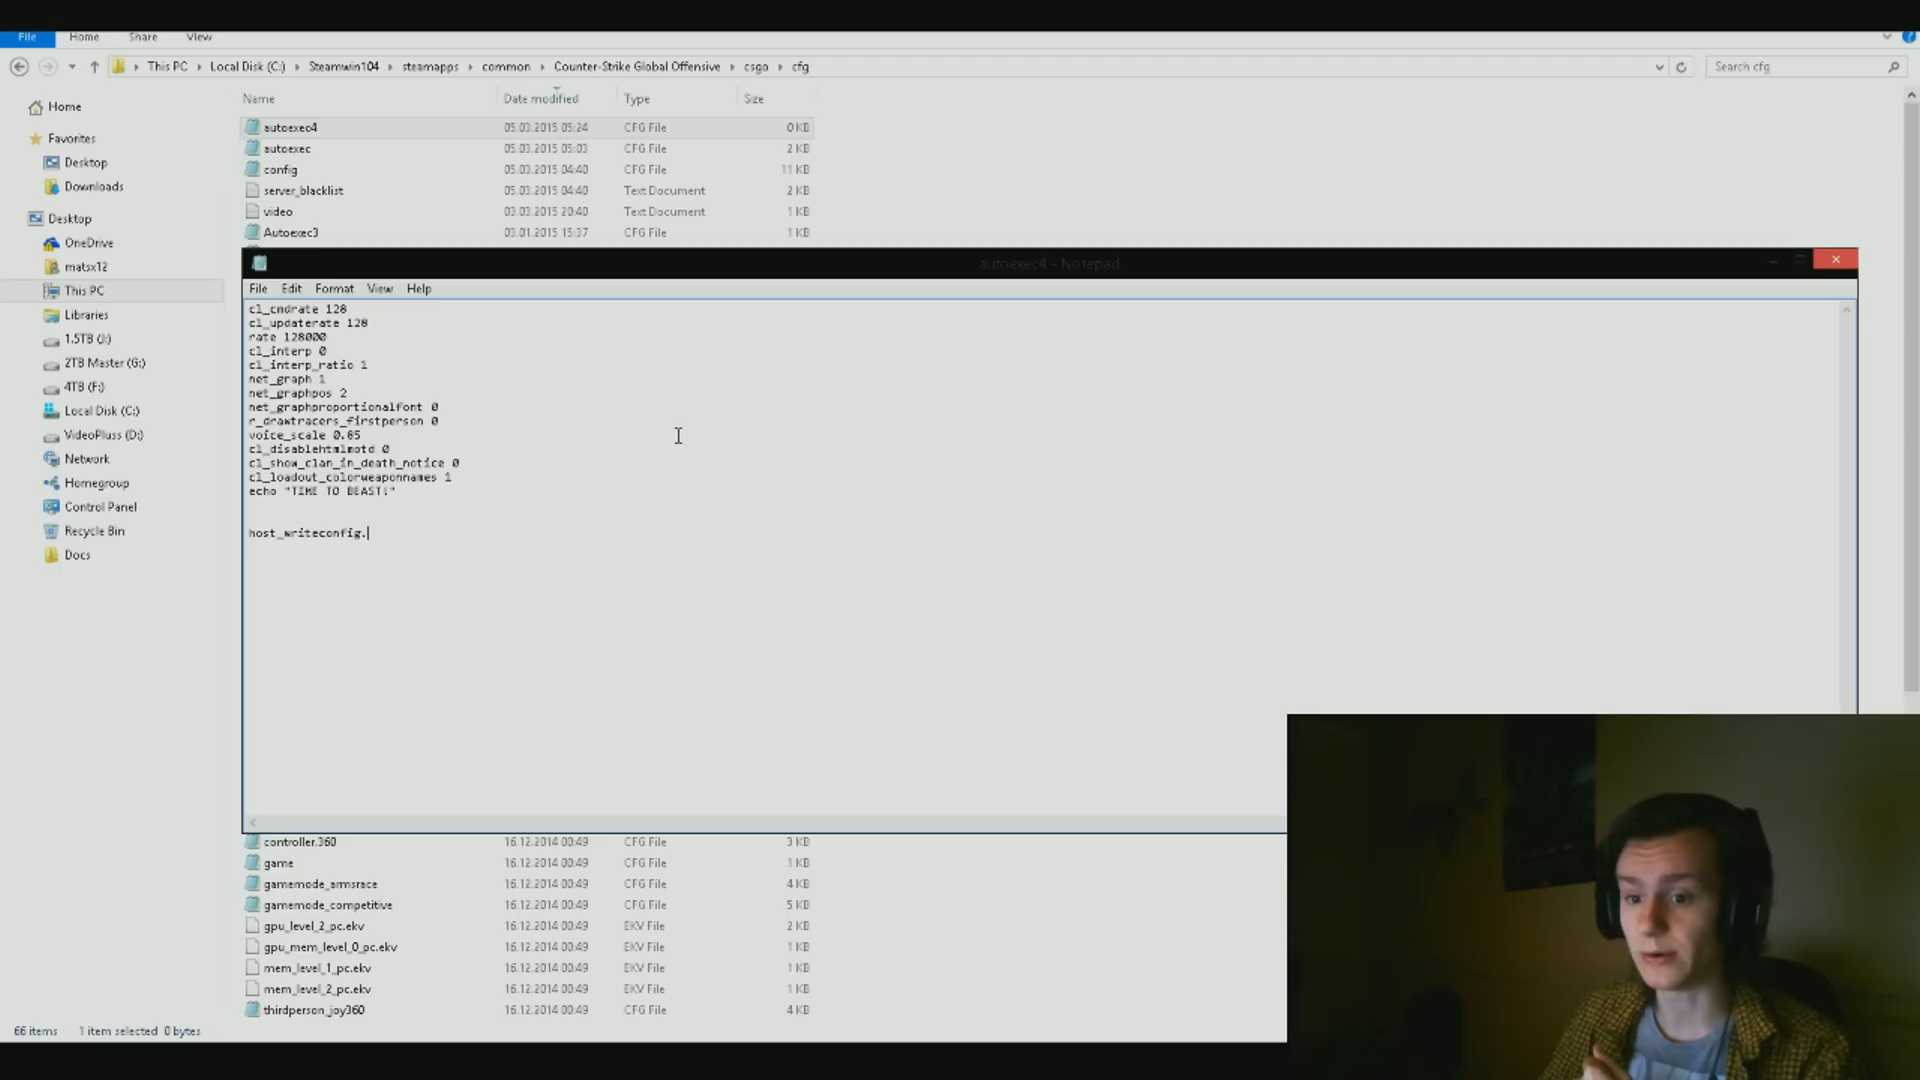 File Home Share View
This PC Local Disk (C:) Steamwin104 steamapps common Counter-Strike Global Offensive csgo cfg Search cfg
Name Date modified Type Size
Home
Favorites
Desktop
Downloads
Desktop
OneDrive
matsx12
This PC
Libraries
1.5TB (I:)
2TB Master (G:)
4TB (F:)
Local Disk (C:)
VideoPluss (D:)
Network
Homegroup
Control Panel
Recycle Bin
Docs
autoexec4 05.03.2015 05:24 CFG File 0 KB
autoexec 05.03.2015 05:03 CFG File 2 KB
config 05.03.2015 04:40 CFG File 11 KB
server_blacklist 05.03.2015 04:40 Text Document 2 KB
video 03.03.2015 20:40 Text Document 1 KB
Autoexec3 03.01.2015 15:37 CFG File 1 KB
autoexec4 - Notepad
File Edit Format View Help
cl_cmdrate 128
cl_updaterate 128
rate 128000
cl_interp 0
cl_interp_ratio 1
net_graph 1
net_graphpos 2
net_graphproportionalfont 0
r_drawtracers_firstperson 0
voice_scale 0.65
cl_disablehtmlmotd 0
cl_show_clan_in_death_notice 0
cl_loadout_colorweaponnames 1
echo "TIME TO BEAST!"
host_writeconfig.
controller.360 16.12.2014 00:49 CFG File 3 KB
game 16.12.2014 00:49 CFG File 1 KB
gamemode_armsrace 16.12.2014 00:49 CFG File 4 KB
gamemode_competitive 16.12.2014 00:49 CFG File 5 KB
gpu_level_2_pc.ekv 16.12.2014 00:49 EKV File 2 KB
gpu_mem_level_0_pc.ekv 16.12.2014 00:49 EKV File 1 KB
mem_level_1_pc.ekv 16.12.2014 00:49 EKV File 1 KB
mem_level_2_pc.ekv 16.12.2014 00:49 EKV File 1 KB
thirdperson_joy360 16.12.2014 00:49 CFG File 4 KB
66 items 1 item selected 0 bytes